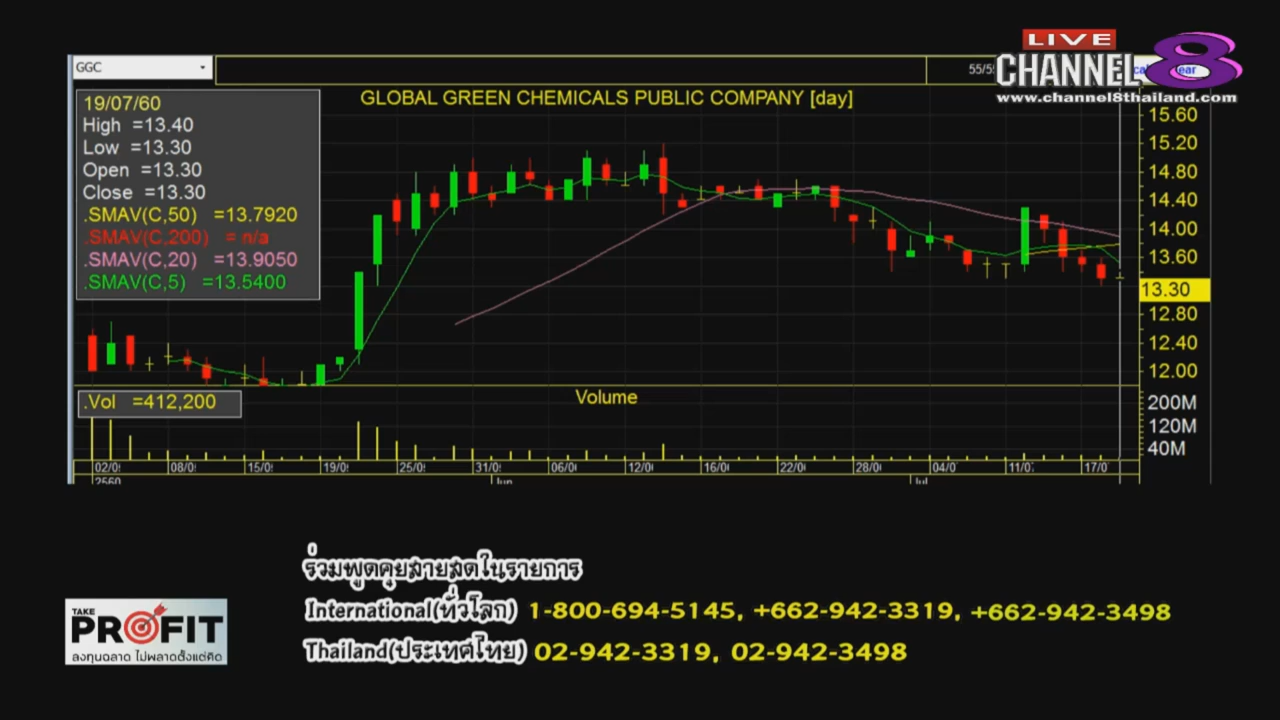 GGC
LIVE
CHANNEL 8
www.channel8thailand.com
GLOBAL GREEN CHEMICALS PUBLIC COMPANY [day]
19/07/60
High =13.40
Low =13.30
Open =13.30
Close =13.30
.SMAV(C,50) =13.7920
.SMAV(C,200) = n/a
.SMAV(C,20) =13.9050
.SMAV(C,5) =13.5400
15.60
15.20
14.80
14.40
14.00
13.60
13.30
12.80
12.40
12.00
.Vol =412,200
Volume
200M
120M
40M
02/0 08/0 15/0 19/0 25/0 31/0 06/0 12/0 16/0 22/0 28/0 04/0 11/0 17/0
2560 Jun Jul
ร่วมพูดคุยสายสดในรายการ
International(ทั่วโลก) 1-800-694-5145, +662-942-3319, +662-942-3498
Thailand(ประเทศไทย) 02-942-3319, 02-942-3498
TAKE
PROFIT
ลงทุนฉลาด ไม่พลาดตั้งแต่คิด